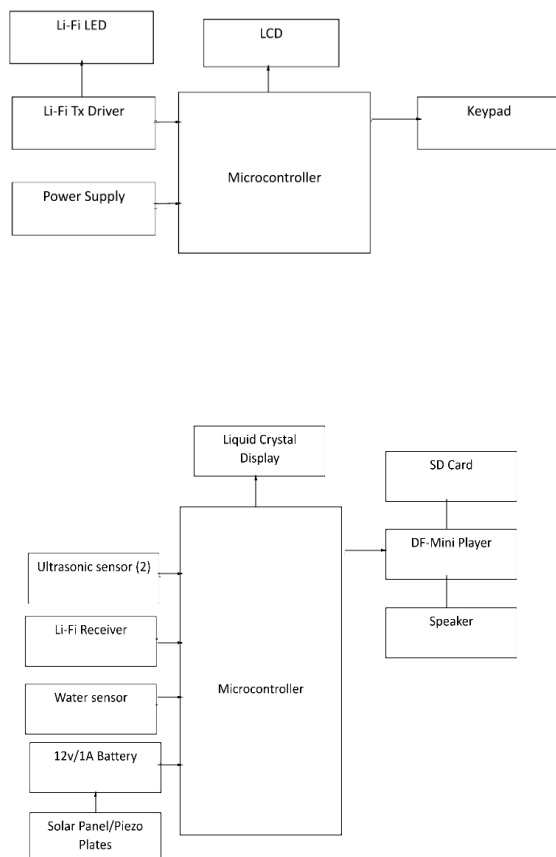 Li-Fi LED
LCD
Li-Fi Tx Driver
Keypad
Microcontroller
Power Supply
Liquid Crystal
Display
SD Card
DF-Mini Player
Ultrasonic sensor (2)
Li-Fi Receiver
Speaker
Microcontroller
Water sensor
12v/1A Battery
Solar Panel/Piezo
Plates